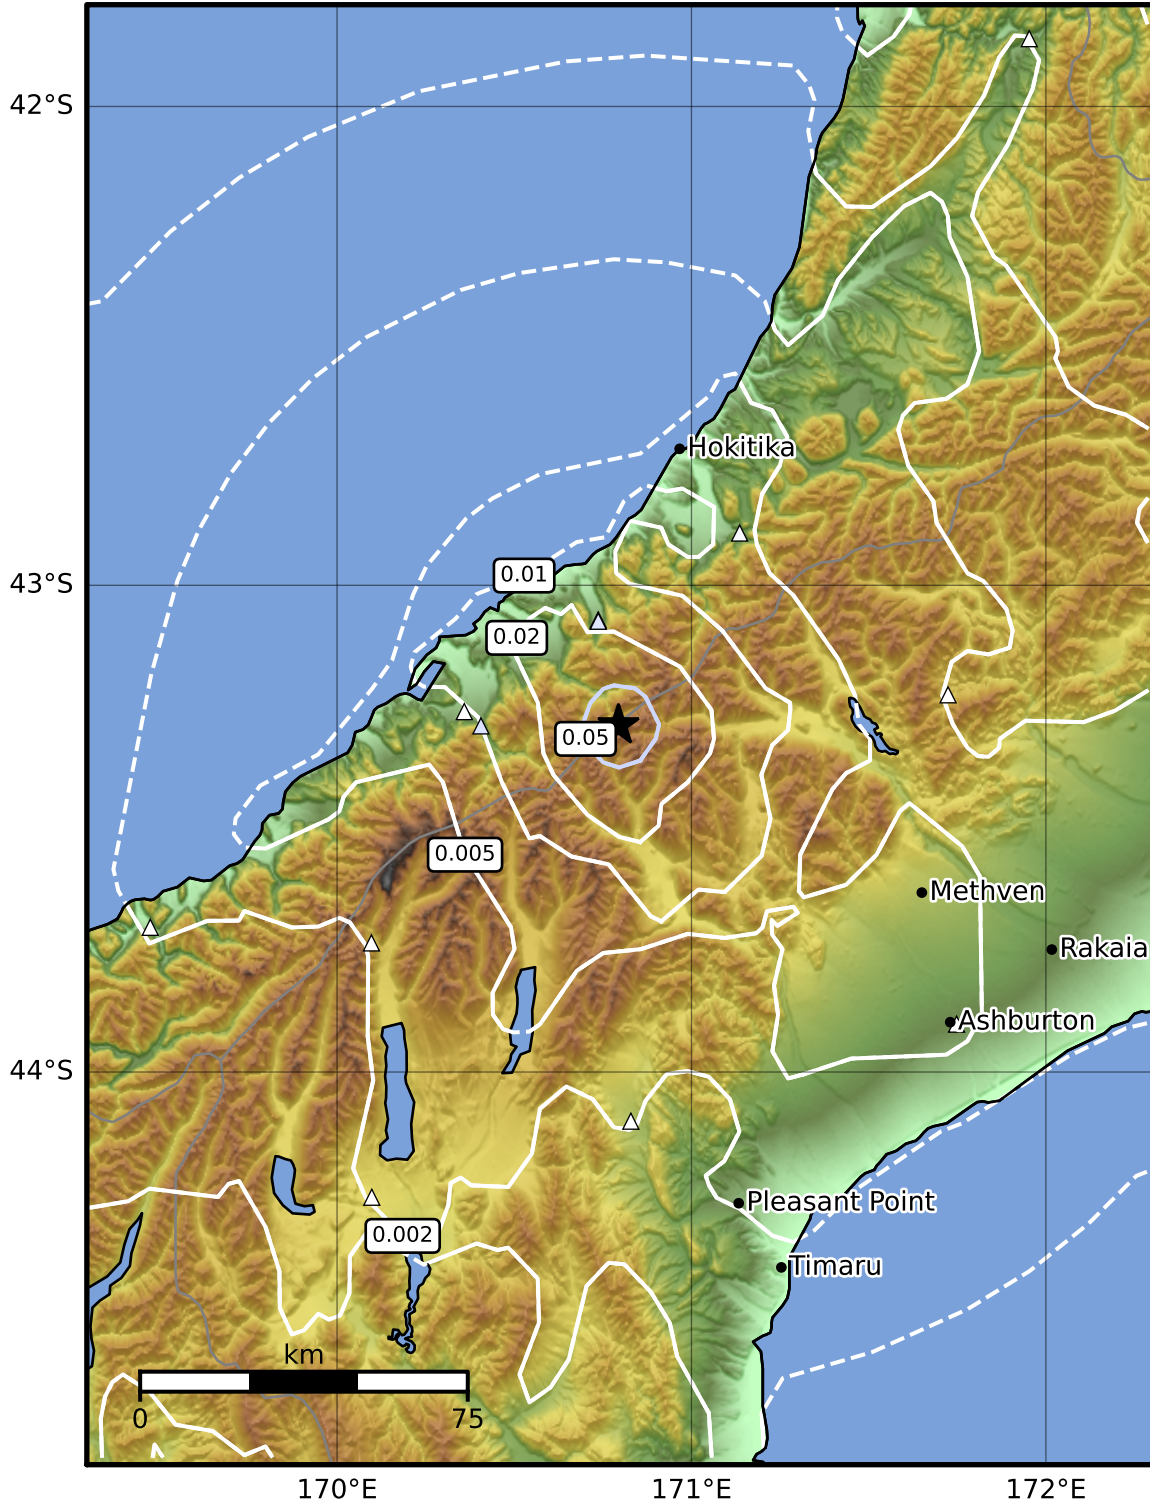 42°S
Hokitika
43°S
0.01
0.02
0.05
0.005
Methven
Rakaia
Ashburton
44°S
Pleasant Point
0.002
Timaru
km
0 75
170°E 171°E 172°E